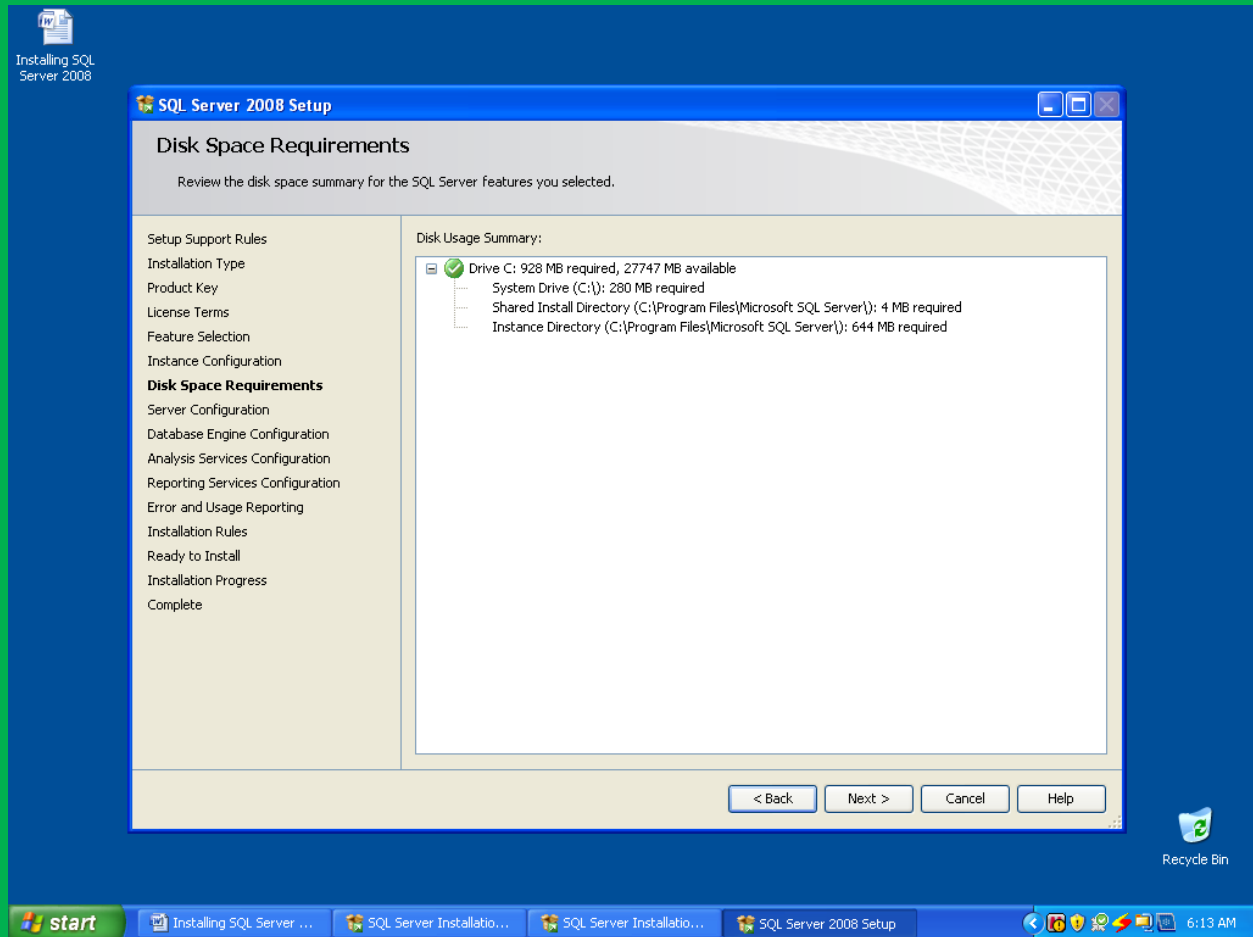 Installing SQL
Server 2008
SQL Server 2008 Setup
Disk Space Requirements
Review the disk space summary for the SQL Server features you selected.
Setup Support Rules
Installation Type
Product Key
License Terms
Feature Selection
Instance Configuration
Disk Space Requirements
Server Configuration
Database Engine Configuration
Analysis Services Configuration
Reporting Services Configuration
Error and Usage Reporting
Installation Rules
Ready to Install
Installation Progress
Complete
Disk Usage Summary:
Drive C: 928 MB required, 27747 MB available
System Drive (C:\): 280 MB required
Shared Install Directory (C:\Program Files\Microsoft SQL Server\): 4 MB required
Instance Directory (C:\Program Files\Microsoft SQL Server\): 644 MB required
< Back
Next >
Cancel
Help
Recycle Bin
start
Installing SQL Server ...
SQL Server Installatio...
SQL Server Installatio...
SQL Server 2008 Setup
6:13 AM